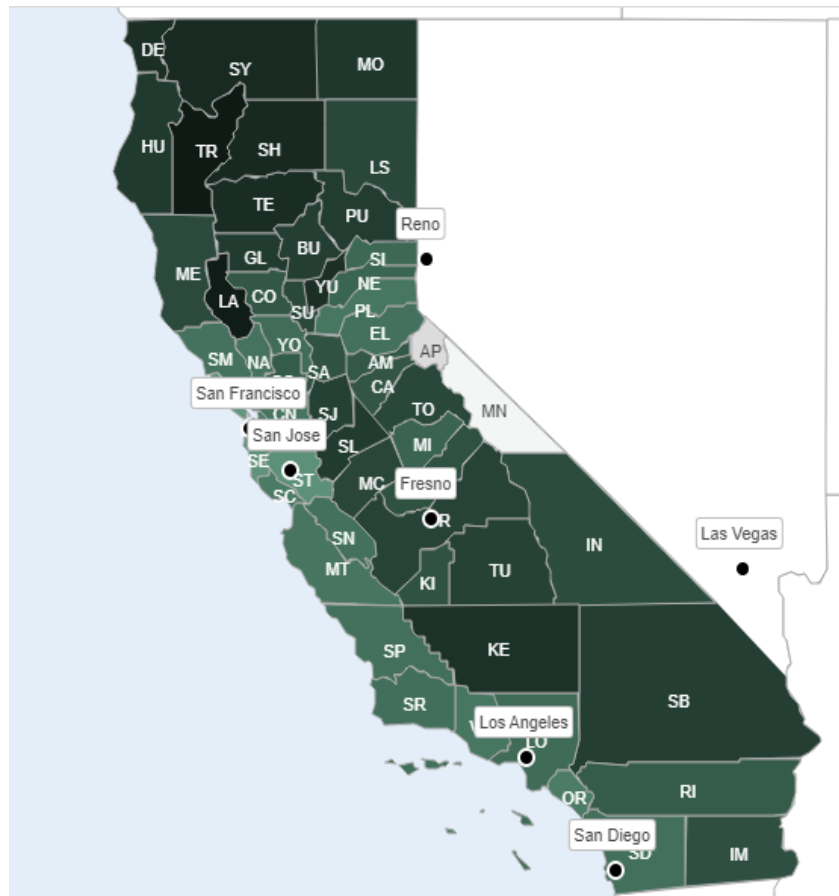 DE
SY
MO
HU
TR
SH
LS
TE
PU
Reno
BU
GL
SI
ME
NE
LA
CO
YU
SU
PL
EL
YO
SM
NA
SA
AM
AP
CA
San Francisco
TO
MN
CN
SJ
San Jose
SL
MI
SE
ST
MC
Fresno
SC
R
SN
Las Vegas
IN
MT
KI
TU
SP
KE
SB
SR
Los Angeles
LO
OR
RI
San Diego
SD
IM